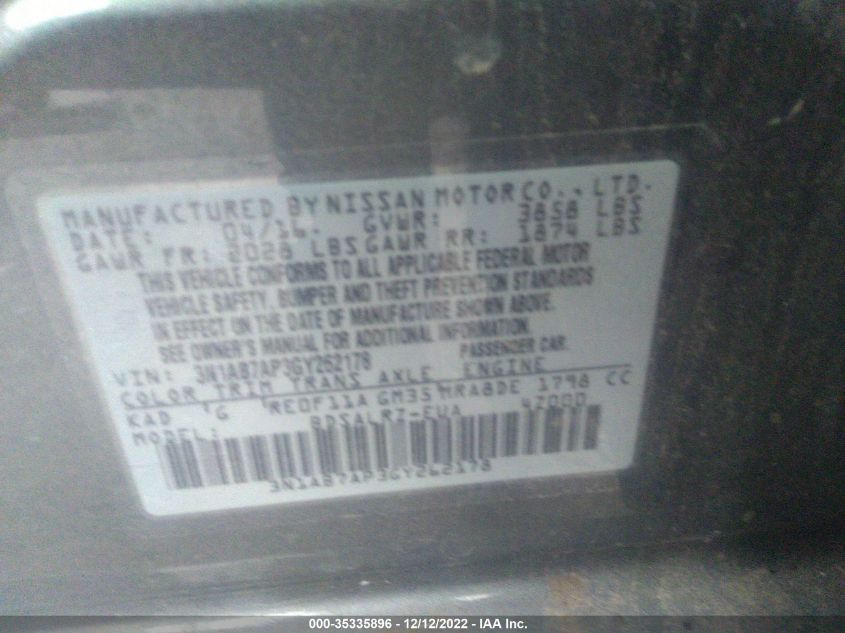 MANUFACTURED BY NISSAN MOTOR CO., LTD.
DATE: 04/16. GVWR: 3858 LBS
GAWR FR: 2028 LBS GAWR RR: 1874 LBS
THIS VEHICLE CONFORMS TO ALL APPLICABLE FEDERAL MOTOR
VEHICLE SAFETY, BUMPER AND THEFT PREVENTION STANDARDS
IN EFFECT ON THE DATE OF MANUFACTURE SHOWN ABOVE.
SEE OWNER'S MANUAL FOR ADDITIONAL INFORMATION.
VIN: 3N1AB7AP3GY262178 PASSENGER CAR.
COLOR TRIM TRANS AXLE ENGINE
KAD G RE0F11A GM35 MRA8DE 1798 CC
MODEL: BDSALRZ-EUA 42000
3N1AB7AP3GY262178
000-35335896 - 12/12/2022 - IAA Inc.